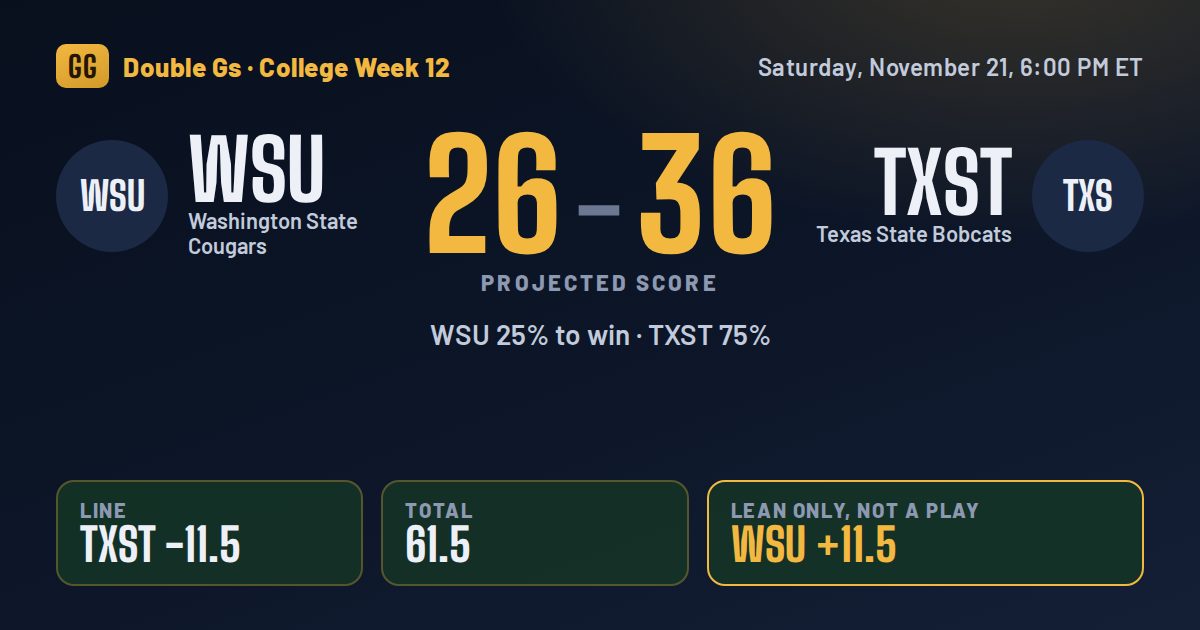 GG
Double Gs · College Week 12
Saturday, November 21, 6:00 PM ET
WSU
WSU
Washington State
Cougars
26 – 36
PROJECTED SCORE
WSU 25% to win · TXST 75%
TXST
Texas State Bobcats
TXS
LINE
TXST −11.5
TOTAL
61.5
LEAN ONLY, NOT A PLAY
WSU +11.5